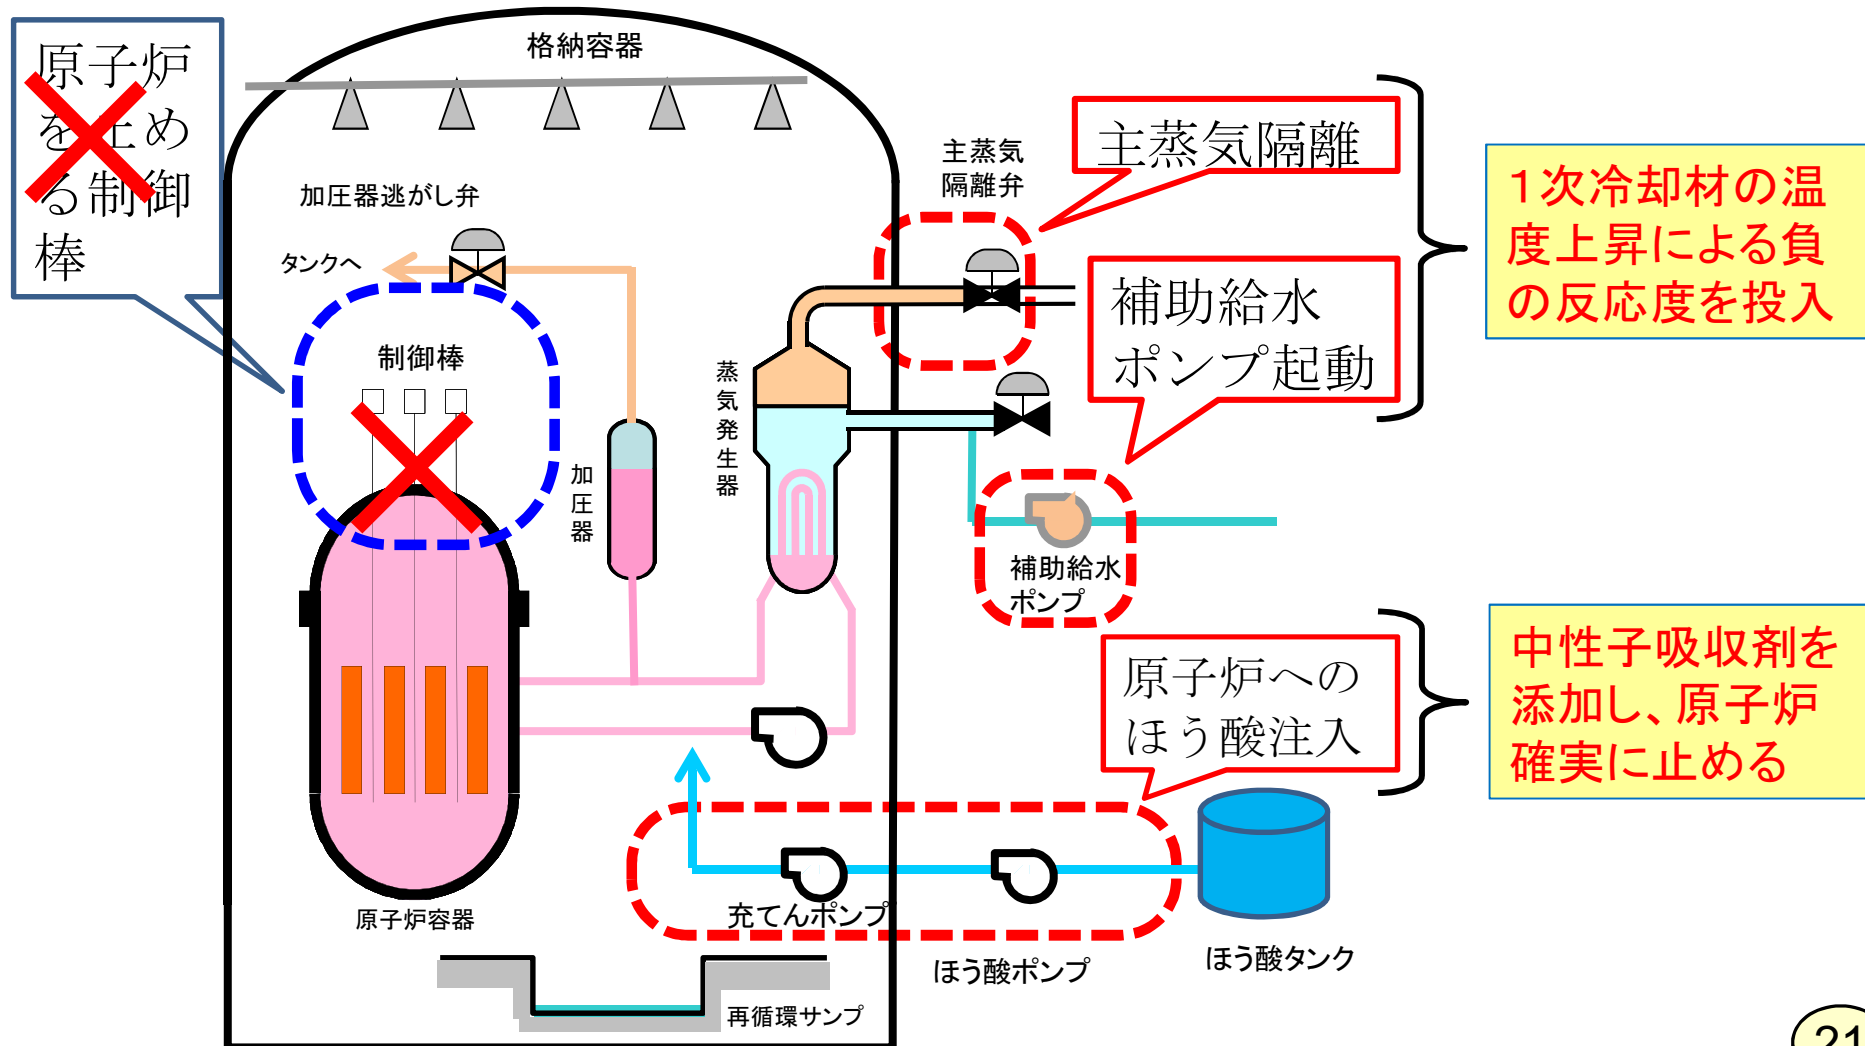 原子炉
を止め
る制御
棒
格納容器
加圧器逃がし弁
タンクへ
制御棒
加圧器
蒸気発生器
主蒸気
隔離弁
主蒸気隔離
補助給水
ポンプ起動
1次冷却材の温
度上昇による負
の反応度を投入
補助給水
ポンプ
原子炉への
ほう酸注入
中性子吸収剤を
添加し、原子炉
確実に止める
原子炉容器
充てんポンプ
ほう酸ポンプ
ほう酸タンク
再循環サンプ
21